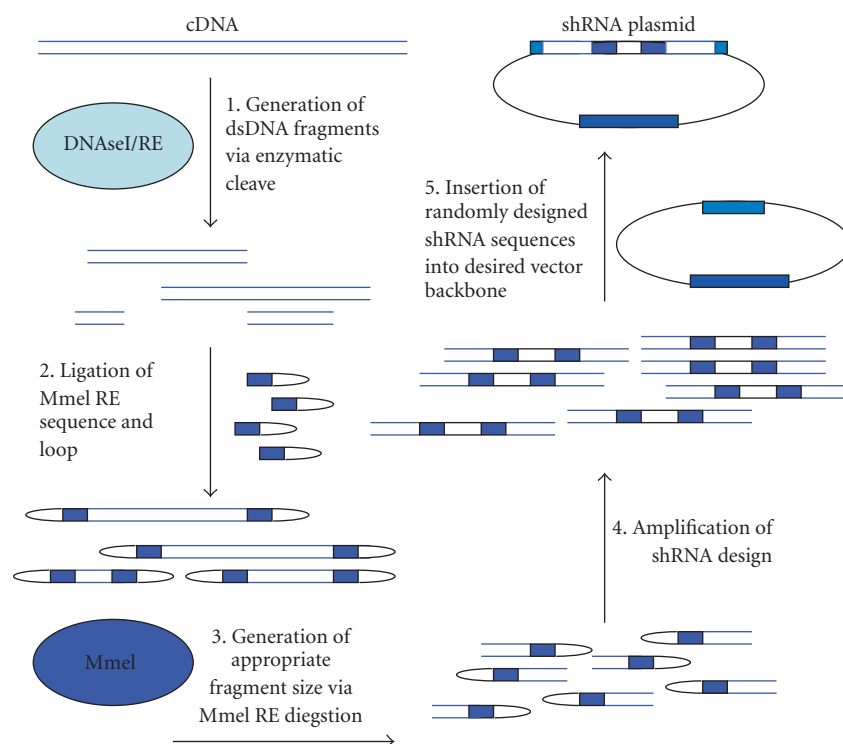 cDNA
DNAseI/RE
1. Generation of
dsDNA fragments
via enzymatic
cleave
2. Ligation of
MmeI RE
sequence and
loop
MmeI
3. Generation of
appropriate
fragment size via
MmeI RE diegstion
4. Amplification of
shRNA design
5. Insertion of
randomly designed
shRNA sequences
into desired vector
backbone
shRNA plasmid